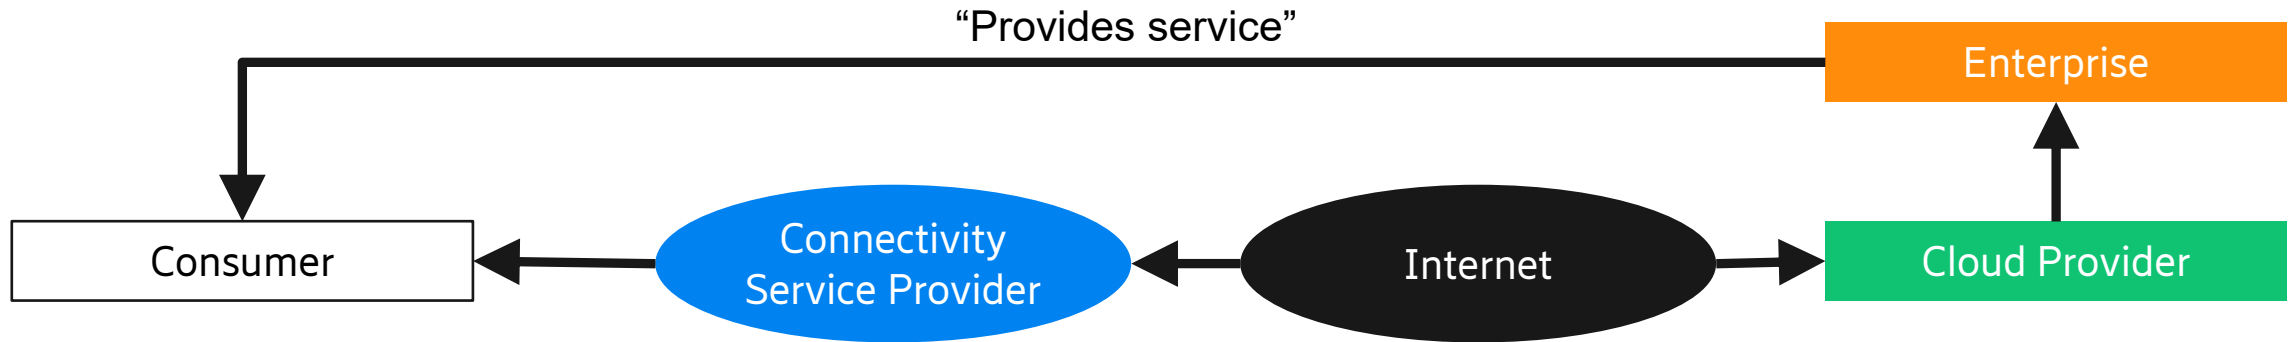 “Provides service”
Enterprise
Consumer
Connectivity
Service Provider
Internet
Cloud Provider